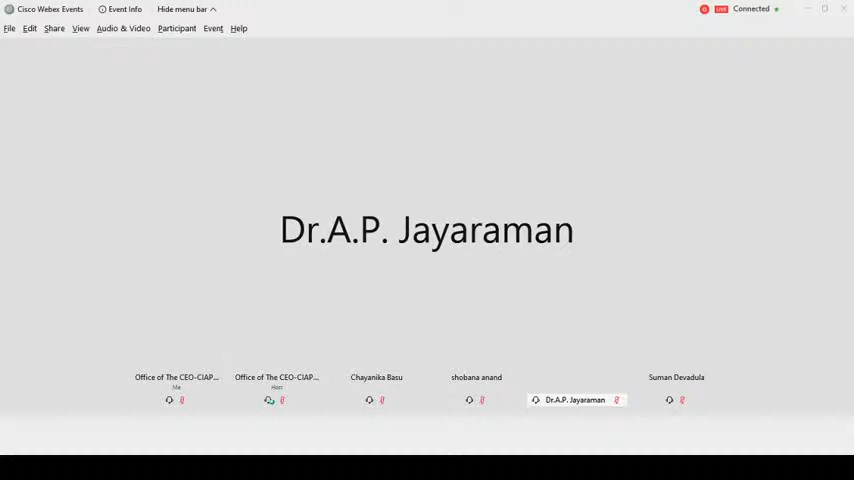 Cisco Webex Events Event Info Hide menu bar LIVE Connected
File Edit Share View Audio & Video Participant Event Help
Dr.A.P. Jayaraman
Office of The CEO-CIAP... Office of The CEO-CIAP... Chayanika Basu shobana anand Suman Devadula
Me Host
Dr.A.P. Jayaraman